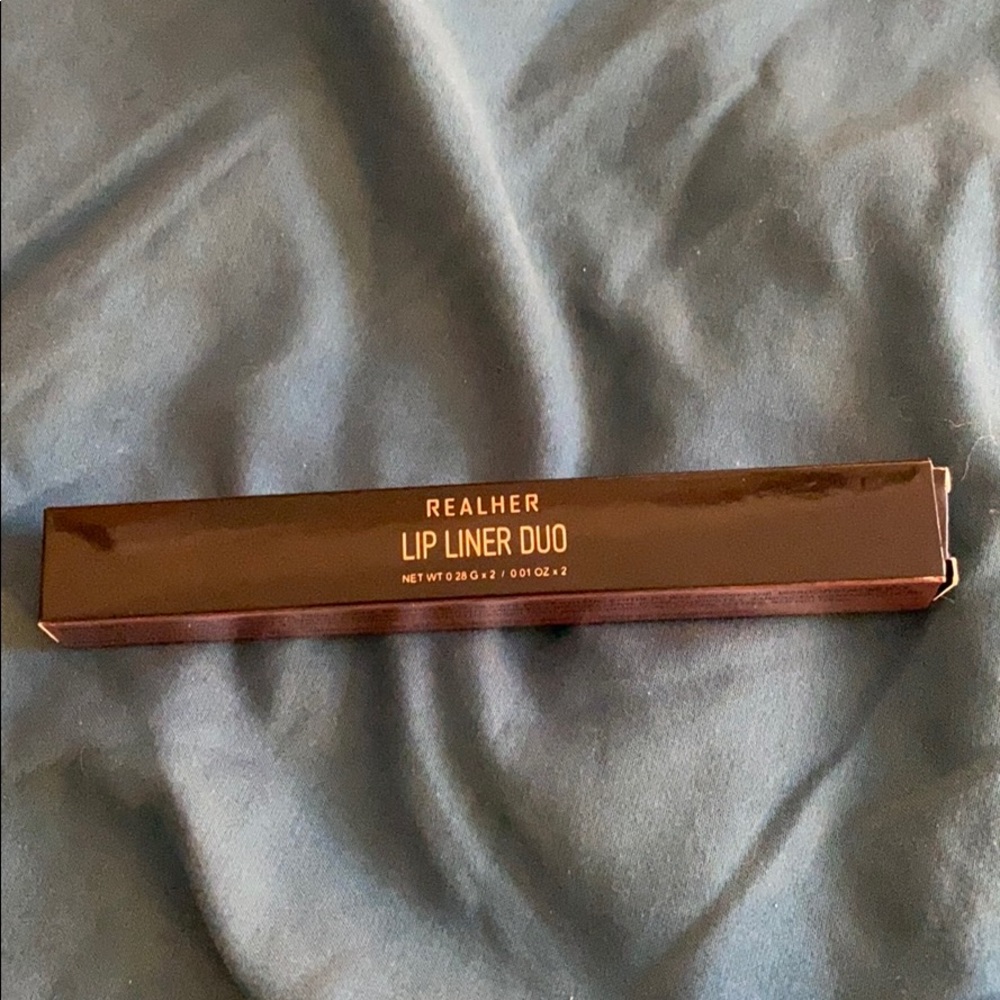 REALHER
LIP LINER DUO
NET WT 0.28 G x 2 / 0.01 OZ x 2